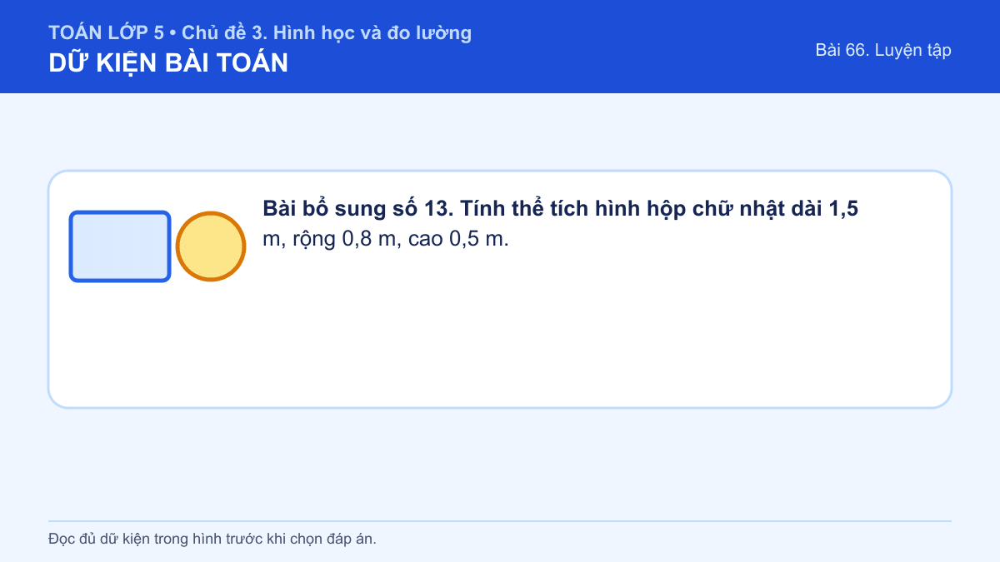 TOÁN LỚP 5 • Chủ đề 3. Hình học và đo lường
DỮ KIỆN BÀI TOÁN
Bài 66. Luyện tập
Bài bổ sung số 13. Tính thể tích hình hộp chữ nhật dài 1,5
m, rộng 0,8 m, cao 0,5 m.
Đọc đủ dữ kiện trong hình trước khi chọn đáp án.